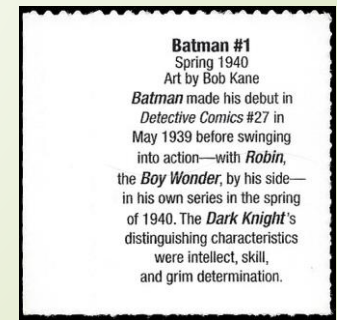 Batman #1
Spring 1940
Art by Bob Kane
Batman made his debut in
Detective Comics #27 in
May 1939 before swinging
into action—with Robin,
the Boy Wonder, by his side—
in his own series in the spring
of 1940. The Dark Knight's
distinguishing characteristics
were intellect, skill,
and grim determination.